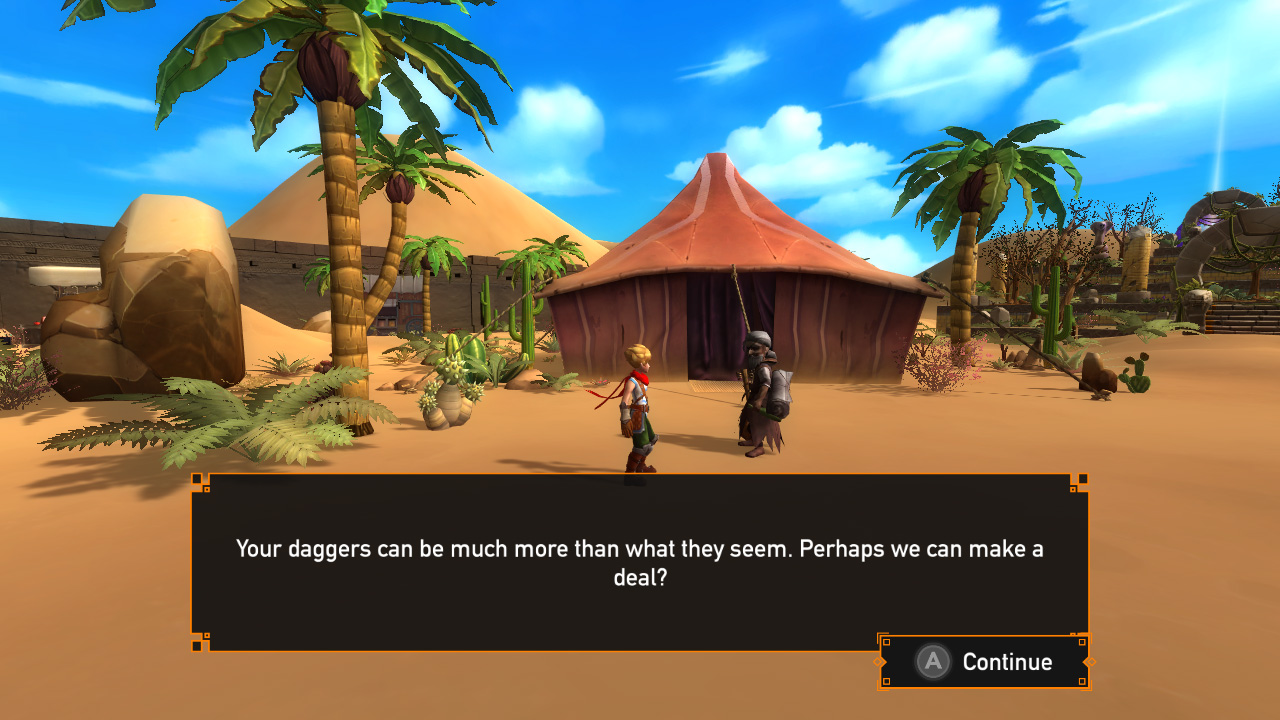 Your daggers can be much more than what they seem. Perhaps we can make a
deal?
A Continue